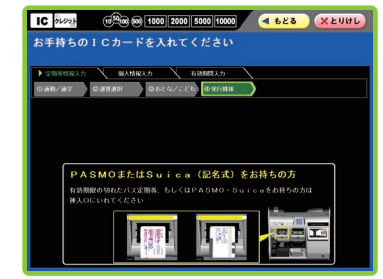 IC クレジット 10 50 100 500 1000 2000 5000 10000 もどる ×とりけし
お手持ちのICカードを入れてください
定期券情報入力 個人情報入力 有効期間入力
①通勤/通学 ②運賃選択 ③おとな/こども ④発行媒体
PASMOまたはSuica(記名式)をお持ちの方
有効期限の切れたバス定期券、もしくはPASMO・Suicaをお持ちの方は
挿入口にいれてください